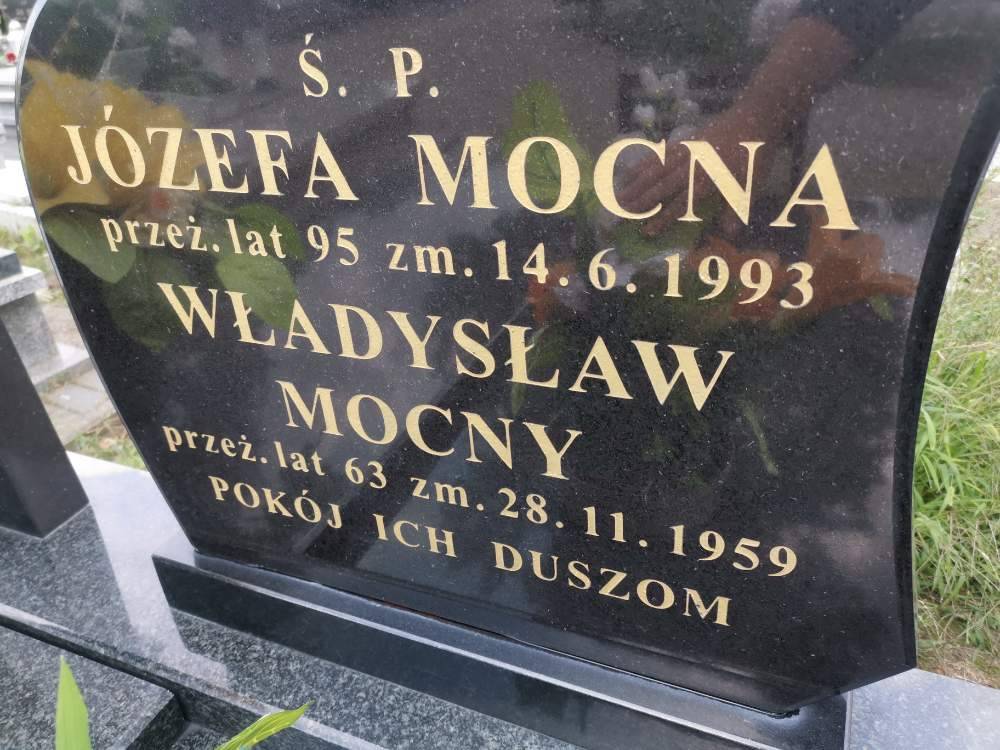 Ś. P.
JÓZEFA MOCNA
przeż. lat 95 zm. 14. 6. 1993
WŁADYSŁAW
MOCNY
przeż. lat 63 zm. 28. 11. 1959
POKÓJ ICH DUSZOM